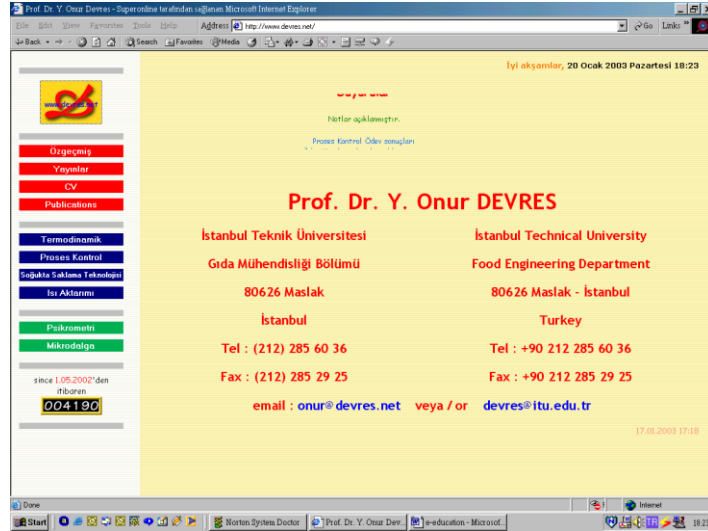 Prof. Dr. Y. Onur Devres - Superonline tarafından sağlanan Microsoft Internet Explorer
File Edit View Favorites Tools Help Address http://www.devres.net/ Go Links
Back Search Favorites Media
İyi akşamlar, 20 Ocak 2003 Pazartesi 18:23
www.devres.net
Notlar açıklanmıştır.
Proses Kontrol Ödev sonuçları
Özgeçmiş
Yayınlar
CV
Publications
Termodinamik
Proses Kontrol
Soğukta Saklama Teknolojisi
Isı Aktarımı
Psikrometri
Mikrodalga
since 1.05.2002'den
itibaren
004190
Prof. Dr. Y. Onur DEVRES
İstanbul Teknik Üniversitesi İstanbul Technical University
Gıda Mühendisliği Bölümü Food Engineering Department
80626 Maslak 80626 Maslak - İstanbul
İstanbul Turkey
Tel : (212) 285 60 36 Tel : +90 212 285 60 36
Fax : (212) 285 29 25 Fax : +90 212 285 29 25
email : onur@devres.net veya / or devres@itu.edu.tr
17.01.2003 17:18
Done Internet
Start Norton System Doctor Prof. Dr. Y. Onur Dev... e-education - Microsof... 18:23